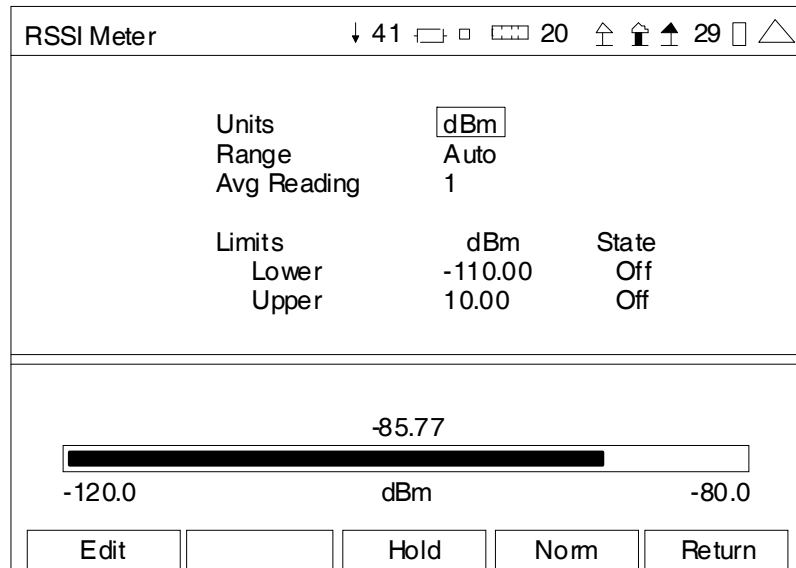 RSSI Meter 41 20 29
Units dBm
Range Auto
Avg Reading 1
Limits dBm State
Lower -110.00 Off
Upper 10.00 Off
-85.77
-120.0 dBm -80.0
Edit Hold Norm Return